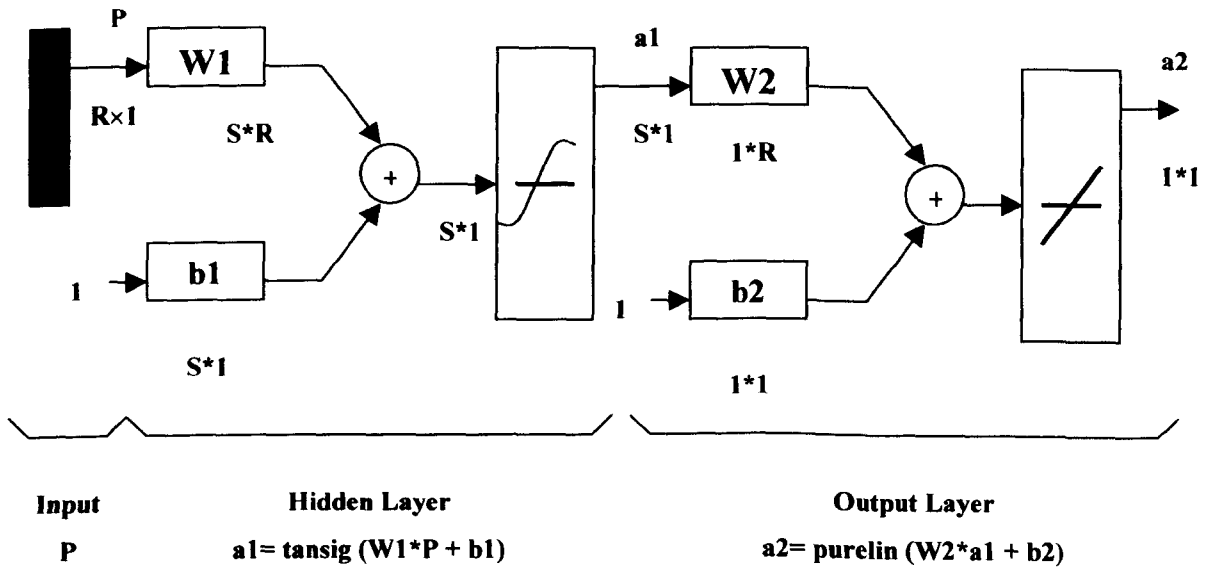 P
W1
R×1
S*R
+
1
b1
S*1
S*1
a1
W2
S*1
1*R
+
1
b2
1*1
a2
1*1
Input
P
Hidden Layer
a1= tansig (W1*P + b1)
Output Layer
a2= purelin (W2*a1 + b2)